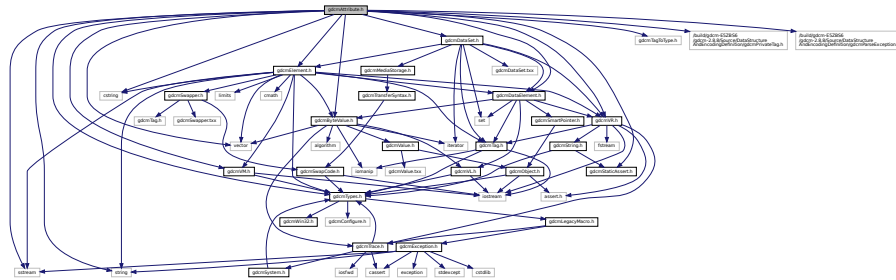 gdcmAttribute.h
gdcmDataSet.h
gdcmTagToType.h
/build/gdcm-E5ZBS6
/gdcm-2.8.8/Source/DataStructure
AndEncodingDefinition/gdcmPrivateTag.h
/build/gdcm-E5ZBS6
/gdcm-2.8.8/Source/DataStructure
AndEncodingDefinition/gdcmParseException.h
gdcmElement.h
gdcmMediaStorage.h
gdcmDataSet.txx
cstring
gdcmSwapper.h
limits
cmath
gdcmTransferSyntax.h
gdcmDataElement.h
gdcmTag.h
gdcmSwapper.txx
gdcmByteValue.h
set
gdcmSmartPointer.h
gdcmVR.h
vector
algorithm
gdcmValue.h
iterator
gdcmTag.h
gdcmString.h
fstream
gdcmVM.h
gdcmSwapCode.h
iomanip
gdcmValue.txx
gdcmVL.h
gdcmObject.h
gdcmStaticAssert.h
gdcmTypes.h
iostream
assert.h
gdcmWin32.h
gdcmConfigure.h
gdcmLegacyMacro.h
gdcmTrace.h
gdcmException.h
sstream
string
gdcmSystem.h
iosfwd
cassert
exception
stdexcept
cstdlib